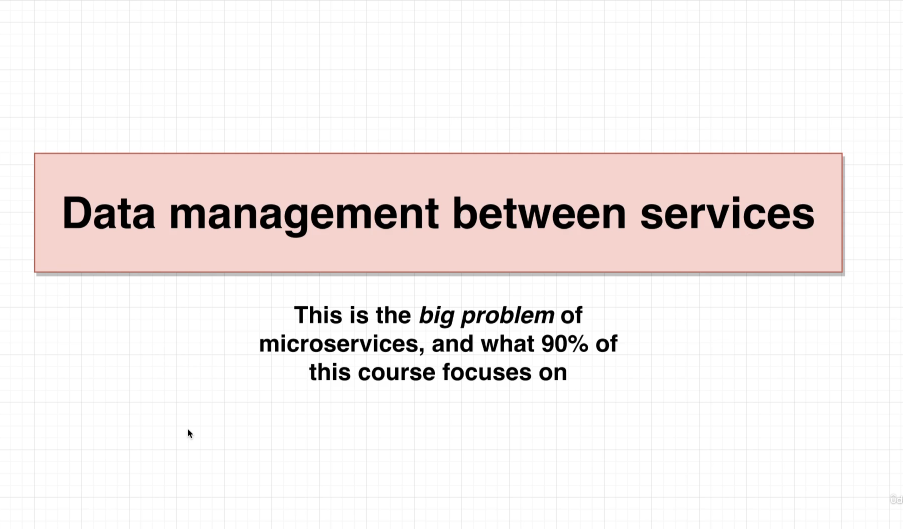 Data management between services
This is the big problem of
microservices, and what 90% of
this course focuses on